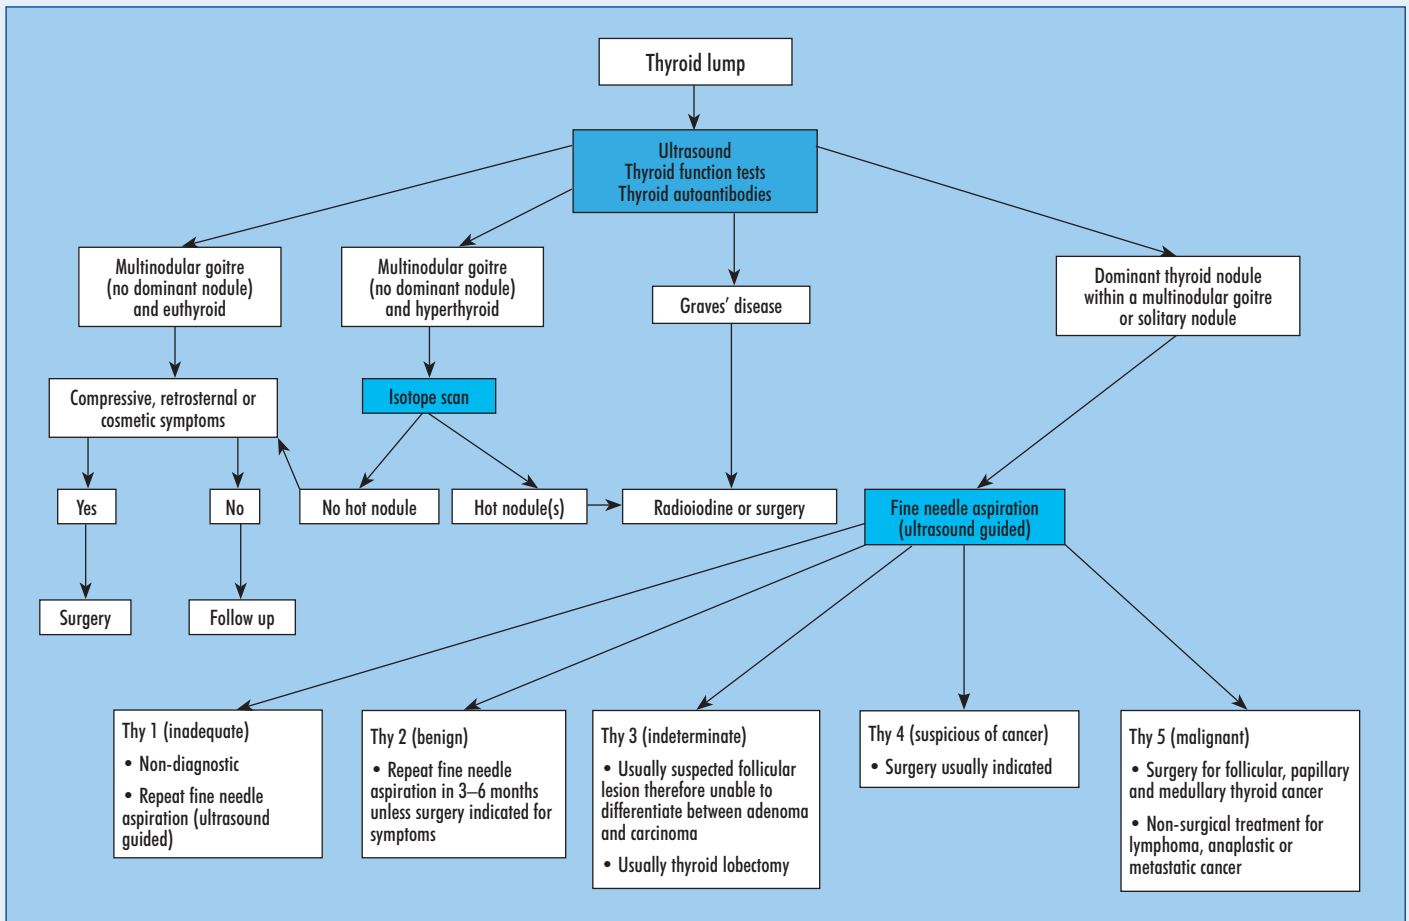 Thyroid lump
Ultrasound
Thyroid function tests
Thyroid autoantibodies
Multinodular goitre
(no dominant nodule)
and euthyroid
Multinodular goitre
(no dominant nodule)
and hyperthyroid
Graves’ disease
Dominant thyroid nodule
within a multinodular goitre
or solitary nodule
Compressive, retrosternal or
cosmetic symptoms
Isotope scan
Yes
No
No hot nodule
Hot nodule(s)
Radioiodine or surgery
Fine needle aspiration
(ultrasound guided)
Surgery
Follow up
Thy 1 (inadequate)
• Non-diagnostic
• Repeat fine needle
aspiration (ultrasound
guided)
Thy 2 (benign)
• Repeat fine needle
aspiration in 3–6 months
unless surgery indicated for
symptoms
Thy 3 (indeterminate)
• Usually suspected follicular
lesion therefore unable to
differentiate between adenoma
and carcinoma
• Usually thyroid lobectomy
Thy 4 (suspicious of cancer)
• Surgery usually indicated
Thy 5 (malignant)
• Surgery for follicular, papillary
and medullary thyroid cancer
• Non-surgical treatment for
lymphoma, anaplastic or
metastatic cancer